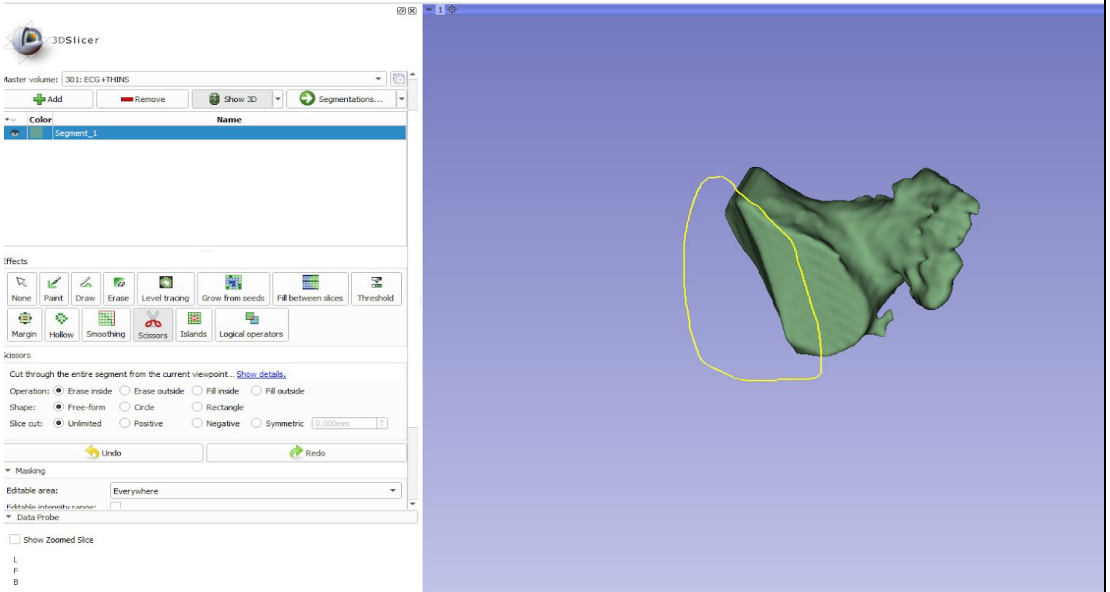 1
3DSlicer
Master volume: 301: ECG+THINS
Add Remove Show 3D Segmentations...
Color Name
Segment_1
Effects
None Paint Draw Erase Level tracing Grow from seeds Fill between slices Threshold
Margin Hollow Smoothing Scissors Islands Logical operators
Scissors
Cut through the entire segment from the current viewpoint... Show details.
Operation: Erase inside Erase outside Fill inside Fill outside
Shape: Free-form Circle Rectangle
Slice cut: Unlimited Positive Negative Symmetric 0.000mm
Undo Redo
Masking
Editable area: Everywhere
Editable intensity range:
Data Probe
Show Zoomed Slice
L
F
B